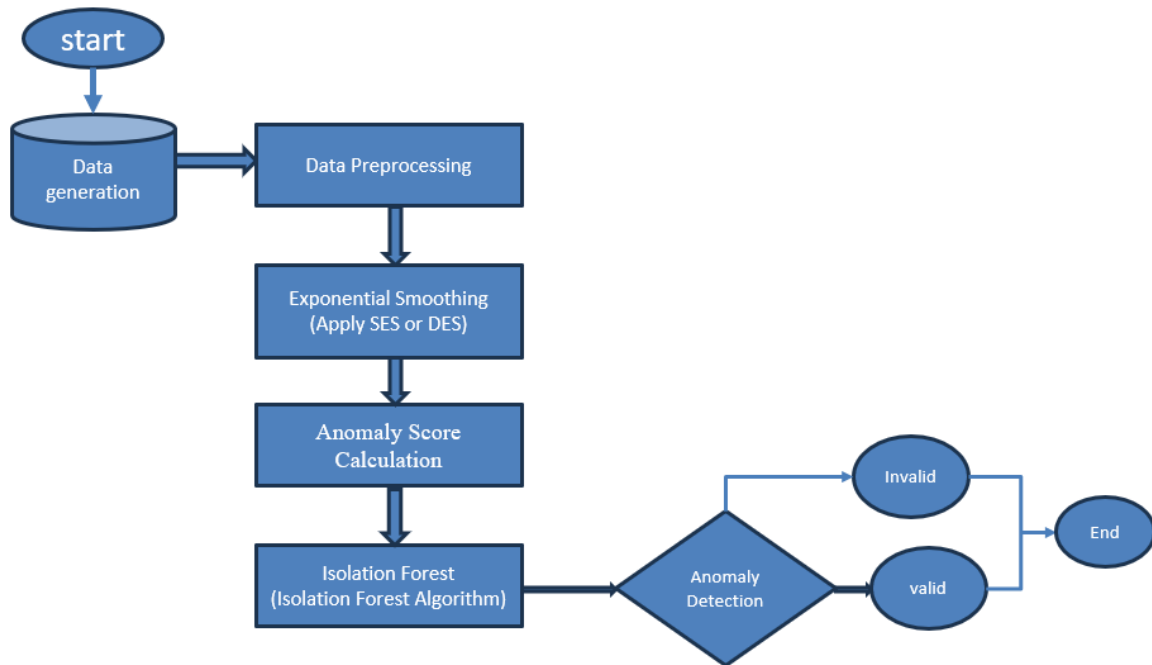 start
Data
generation
Data Preprocessing
Exponential Smoothing
(Apply SES or DES)
Anomaly Score
Calculation
Isolation Forest
(Isolation Forest Algorithm)
Anomaly
Detection
Invalid
valid
End